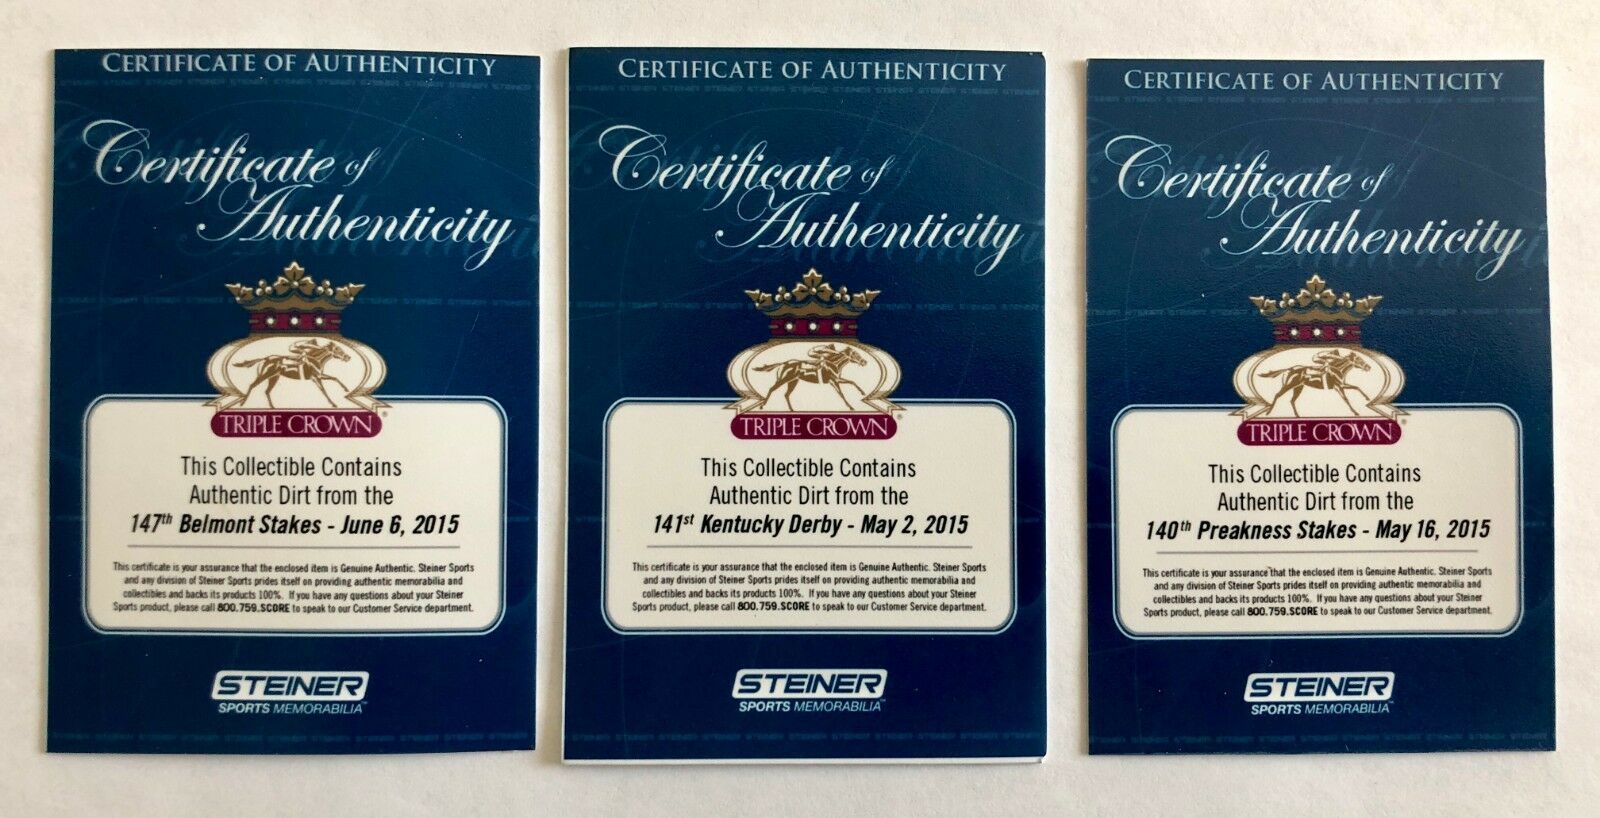 CERTIFICATE OF AUTHENTICITY
Certificate of
Authenticity
TRIPLE CROWN®
This Collectible Contains
Authentic Dirt from the
147th Belmont Stakes - June 6, 2015
This certificate is your assurance that the enclosed item is Genuine Authentic. Steiner Sports
and any division of Steiner Sports prides itself on providing authentic memorabilia and
collectibles and backs its products 100%. If you have any questions about your Steiner
Sports product, please call 800.759.SCORE to speak to our Customer Service department.
STEINER
SPORTS MEMORABILIA™
CERTIFICATE OF AUTHENTICITY
Certificate of
Authenticity
TRIPLE CROWN®
This Collectible Contains
Authentic Dirt from the
141st Kentucky Derby - May 2, 2015
This certificate is your assurance that the enclosed item is Genuine Authentic. Steiner Sports
and any division of Steiner Sports prides itself on providing authentic memorabilia and
collectibles and backs its products 100%. If you have any questions about your Steiner
Sports product, please call 800.759.SCORE to speak to our Customer Service department.
STEINER
SPORTS MEMORABILIA™
CERTIFICATE OF AUTHENTICITY
Certificate of
Authenticity
TRIPLE CROWN®
This Collectible Contains
Authentic Dirt from the
140th Preakness Stakes - May 16, 2015
This certificate is your assurance that the enclosed item is Genuine Authentic. Steiner Sports
and any division of Steiner Sports prides itself on providing authentic memorabilia and
collectibles and backs its products 100%. If you have any questions about your Steiner
Sports product, please call 800.759.SCORE to speak to our Customer Service department.
STEINER
SPORTS MEMORABILIA™